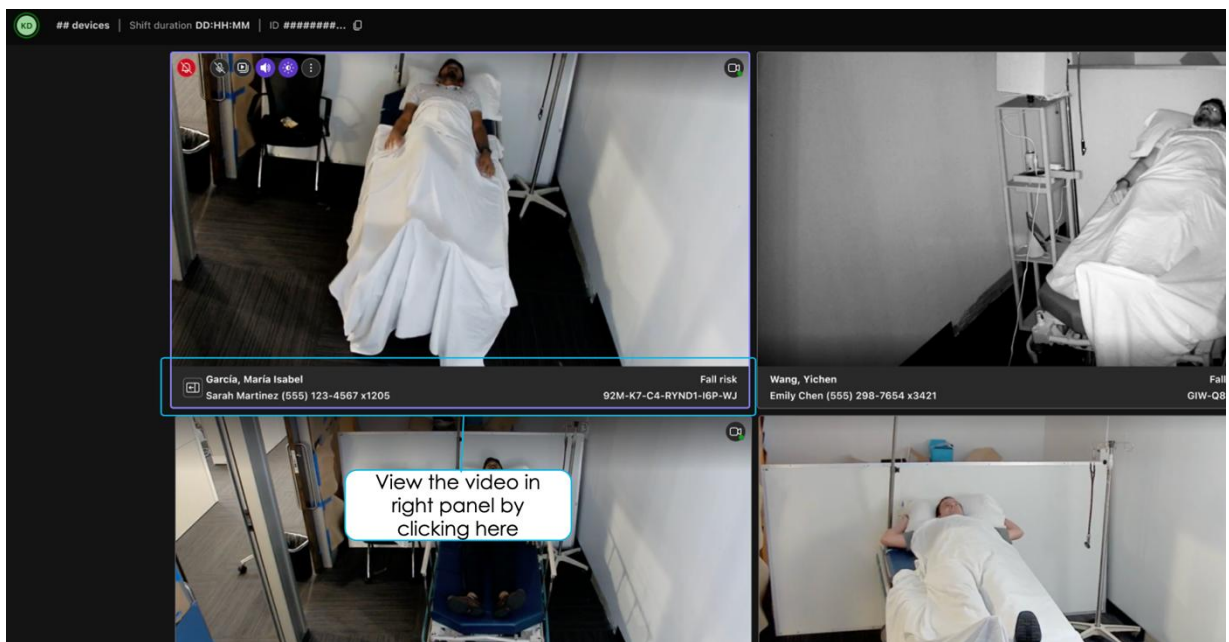 KD ## devices | Shift duration DD:HH:MM | ID ########...
García, María Isabel Fall risk
Sarah Martinez (555) 123-4567 x1205 92M-K7-C4-RYND1-I6P-WJ
Wang, Yichen Fall
Emily Chen (555) 298-7654 x3421 GIW-Q8
View the video in
right panel by
clicking here